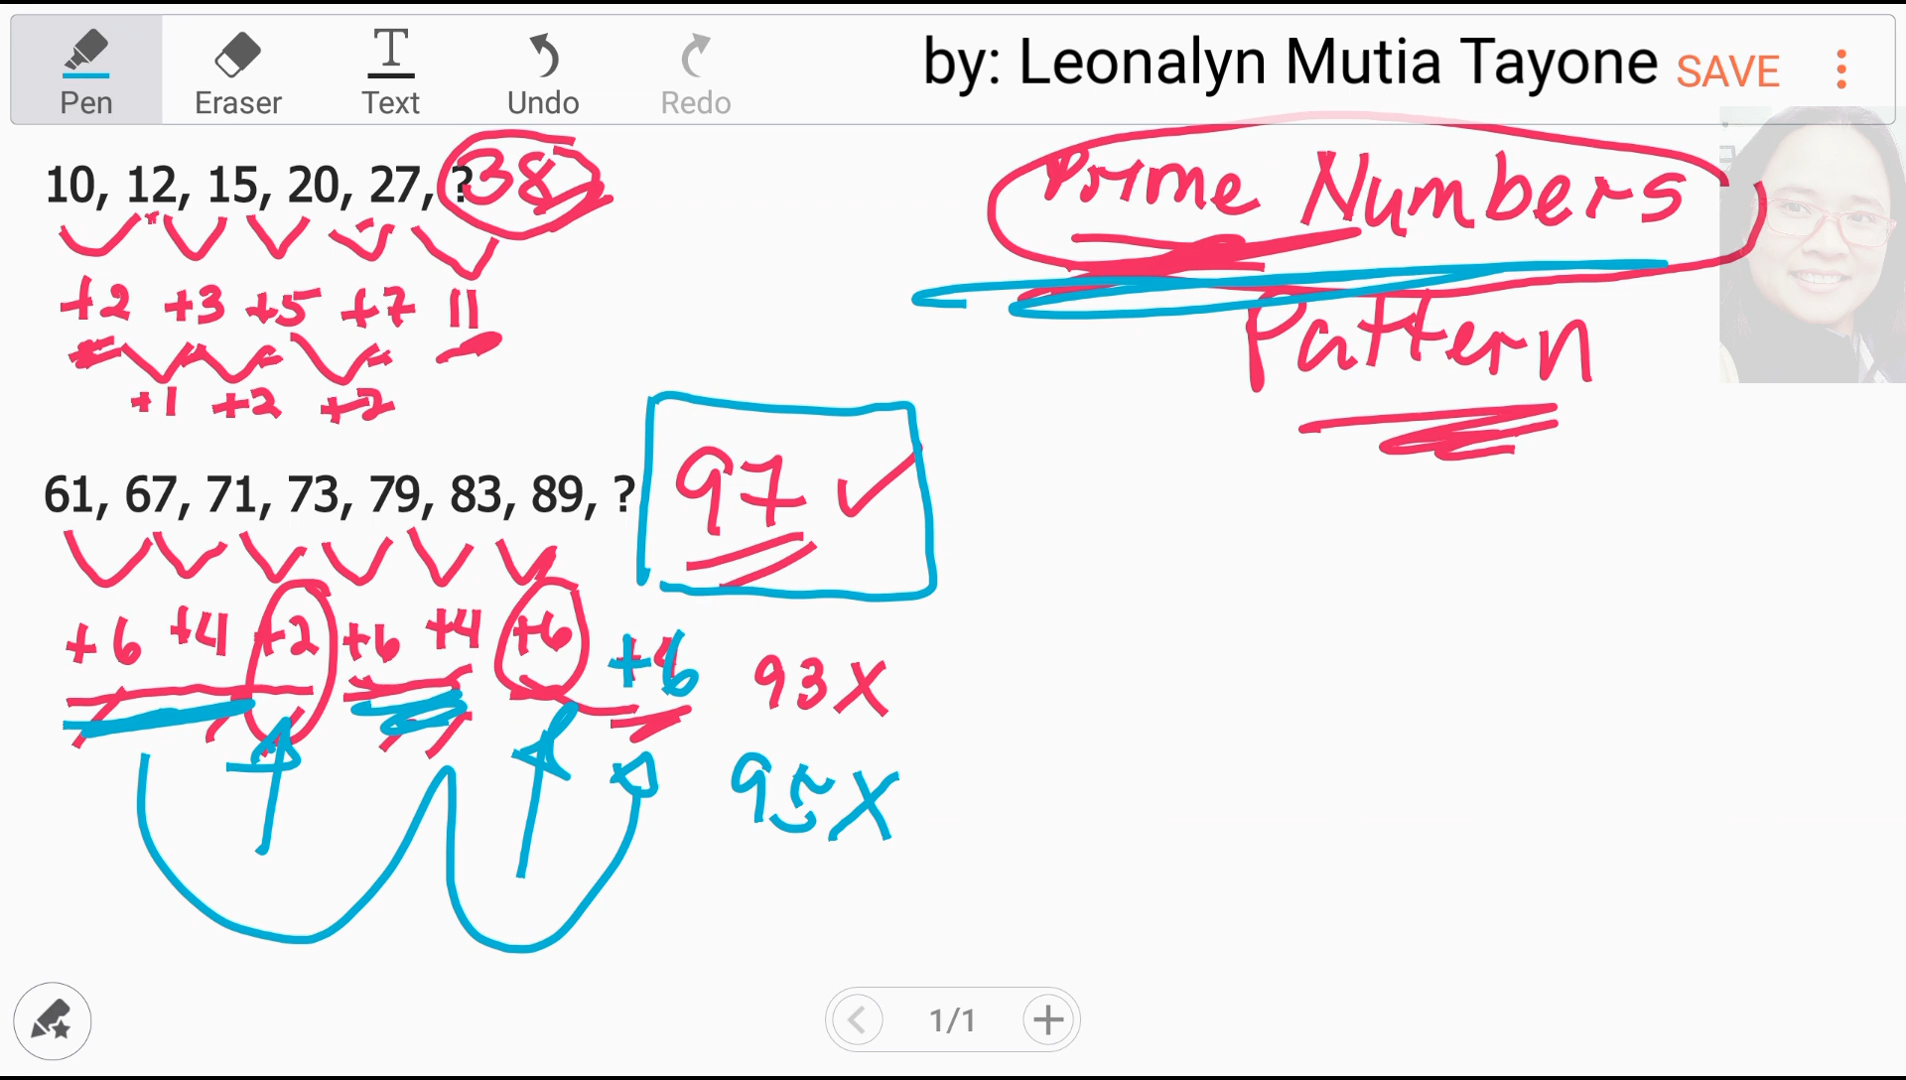 by: Leonalyn Mutia Tayone SAVE
Pen Eraser Text Undo Redo
10, 12, 15, 20, 27, ? 38
+2 +3 +5 +7 11
+1 +2 +2
Prime Numbers
Pattern
61, 67, 71, 73, 79, 83, 89, ? 97
+6 +4 +2 +6 +4 +6 +6
93X
95X
1/1